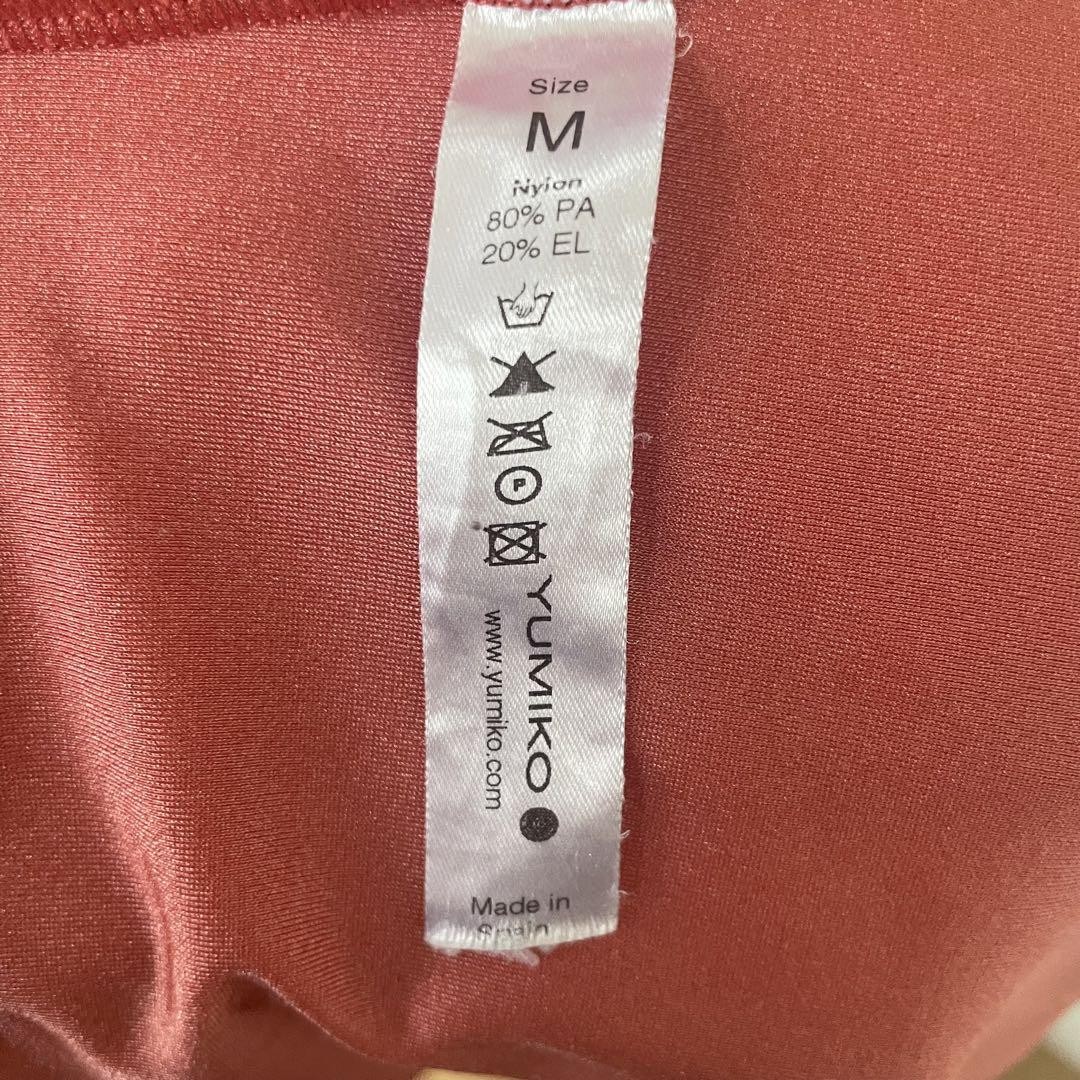 Size
M
Nylon
80% PA
20% EL
P
YUMIKO
www.yumiko.com
Made in
Spain